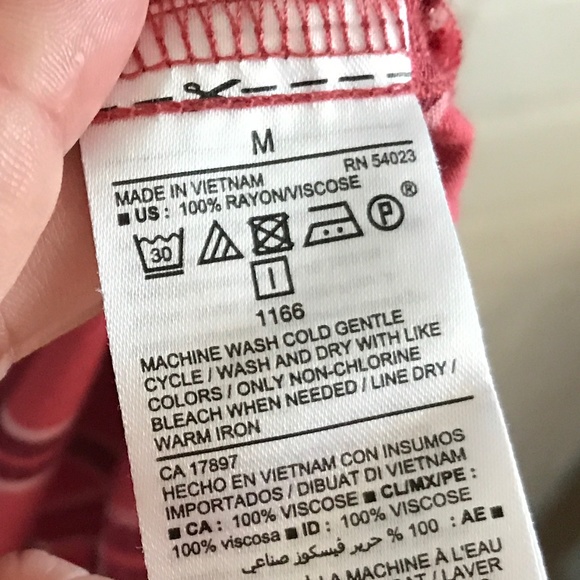 M
RN 54023
MADE IN VIETNAM
■ US : 100% RAYON/VISCOSE
30 P ®
1166
MACHINE WASH COLD GENTLE
CYCLE / WASH AND DRY WITH LIKE
COLORS / ONLY NON-CHLORINE
BLEACH WHEN NEEDED / LINE DRY /
WARM IRON
CA 17897
HECHO EN VIETNAM CON INSUMOS
IMPORTADOS / DIBUAT DI VIETNAM
■ CA : 100% VISCOSE ■ CL/MX/PE :
100% viscosa ■ ID : 100% VISCOSE
■ AE : 100 % حرير فيسكوز صناعي
LA MACHINE À L'EAU
/ LAVER